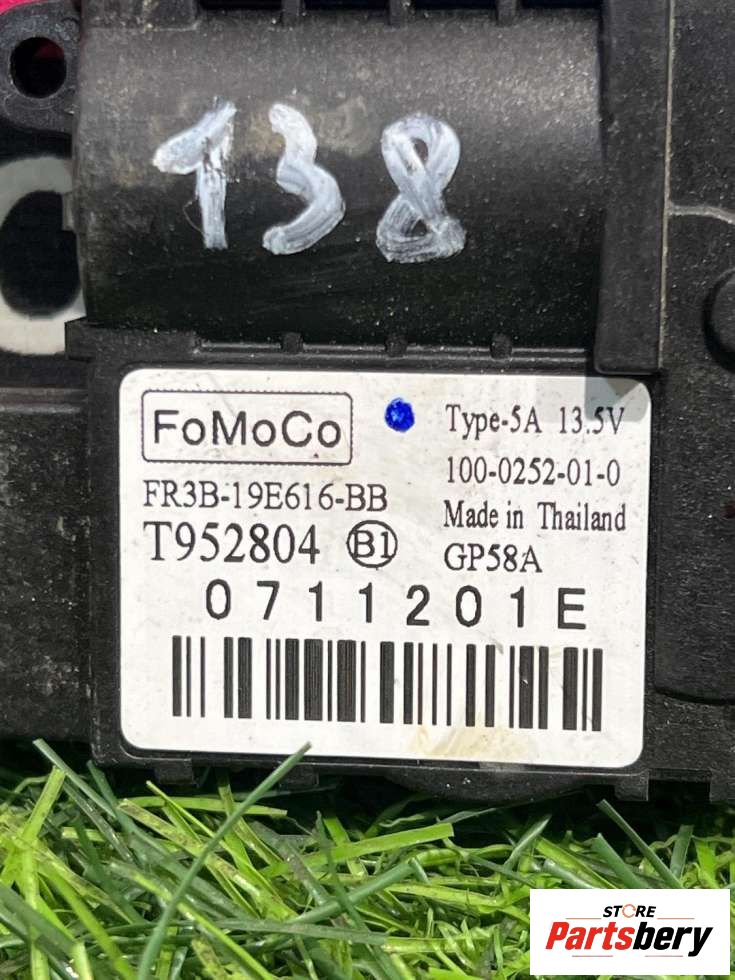 138
FoMoCo
Type-5A 13.5V
FR3B-19E616-BB
100-0252-01-0
T952804 B1
Made in Thailand
GP58A
0711201E
STORE
Partsbery